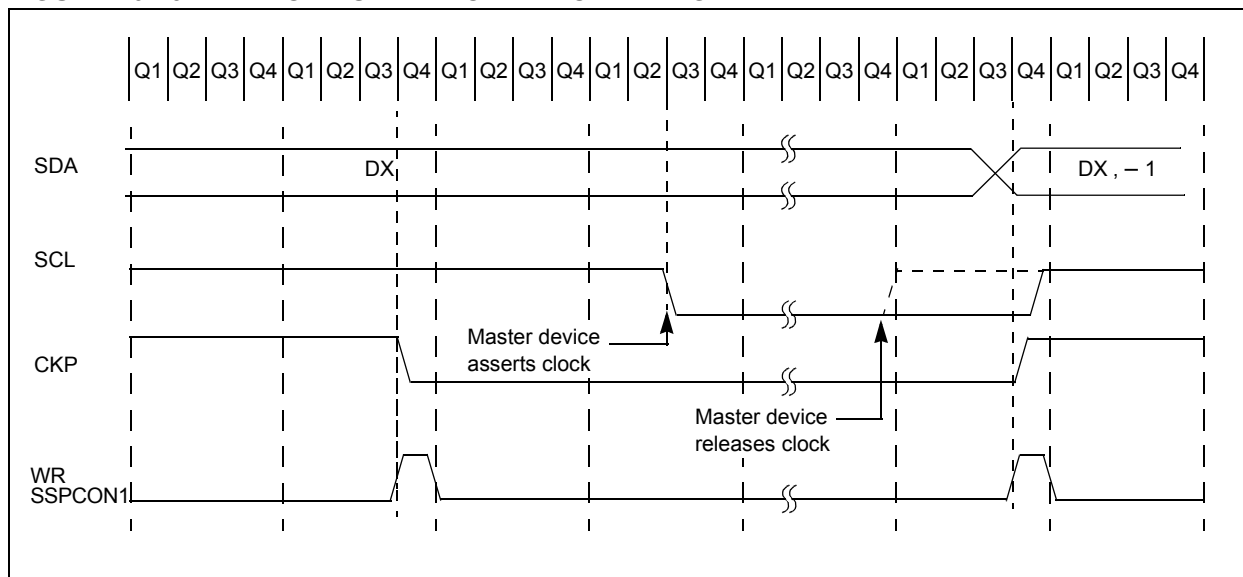 Q1 Q2 Q3 Q4 Q1 Q2 Q3 Q4 Q1 Q2 Q3 Q4 Q1 Q2 Q3 Q4 Q1 Q2 Q3 Q4 Q1 Q2 Q3 Q4 Q1 Q2 Q3 Q4
SDA
DX
DX , – 1
SCL
Master device
asserts clock
CKP
Master device
releases clock
WR
SSPCON1